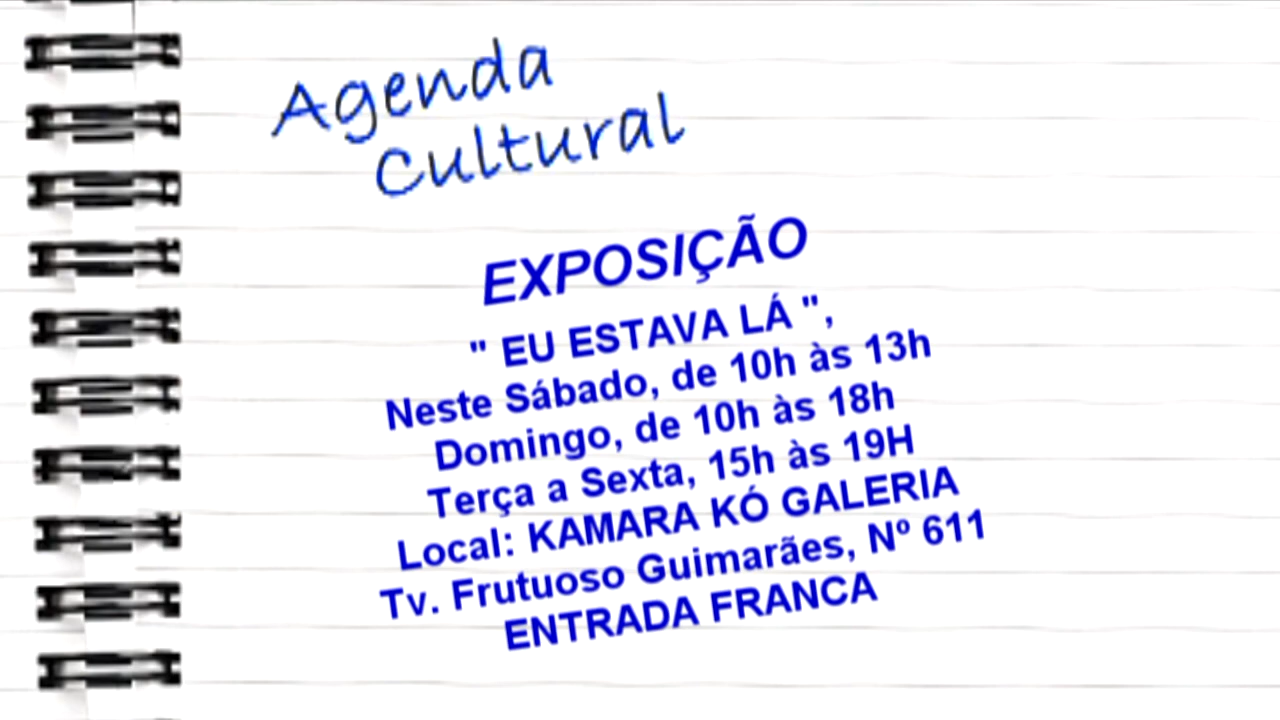 Agenda
Cultural
EXPOSIÇÃO
" EU ESTAVA LÁ ",
Neste Sábado, de 10h às 13h
Domingo, de 10h às 18h
Terça a Sexta, 15h às 19H
Local: KAMARA KÓ GALERIA
Tv. Frutuoso Guimarães, Nº 611
ENTRADA FRANCA